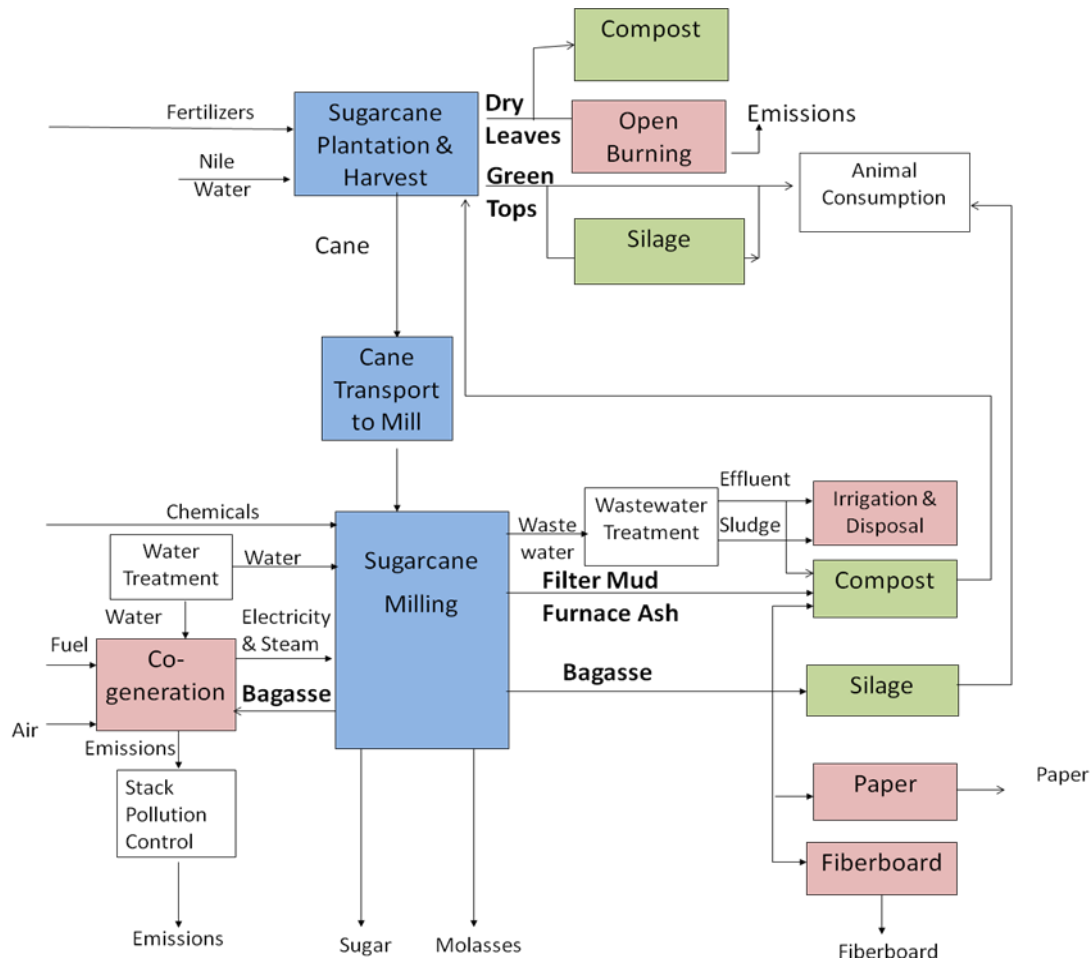 Compost
Fertilizers
Sugarcane
Plantation &
Harvest
Dry
Leaves
Open
Burning
Emissions
Nile
Water
Green
Tops
Animal
Consumption
Silage
Cane
Cane
Transport
to Mill
Chemicals
Water
Treatment
Water
Sugarcane
Milling
Waste
water
Wastewater
Treatment
Effluent
Sludge
Irrigation &
Disposal
Filter Mud
Furnace Ash
Compost
Water
Electricity
& Steam
Fuel
Co-
generation
Bagasse
Bagasse
Silage
Air
Emissions
Stack
Pollution
Control
Paper
Paper
Fiberboard
Emissions
Sugar
Molasses
Fiberboard